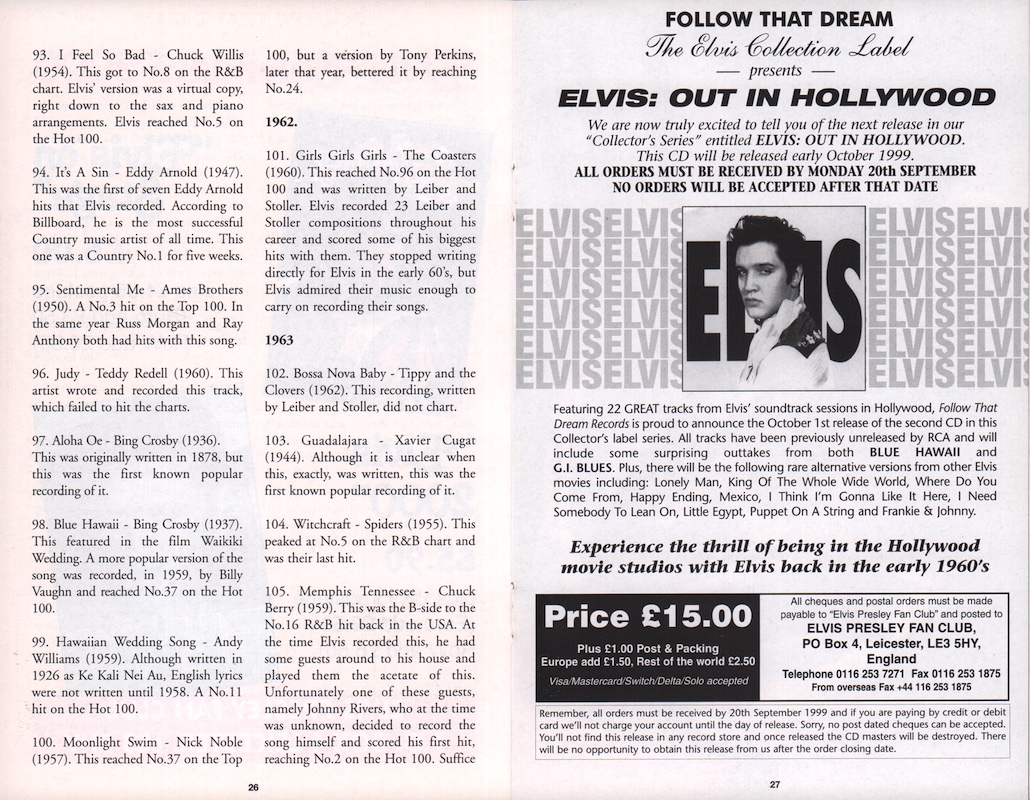 93. I Feel So Bad - Chuck Willis
(1954). This got to No.8 on the R&B
chart. Elvis' version was a virtual copy,
right down to the sax and piano
arrangements. Elvis reached No.5 on
the Hot 100.
94. It's A Sin - Eddy Arnold (1947).
This was the first of seven Eddy Arnold
hits that Elvis recorded. According to
Billboard, he is the most successful
Country music artist of all time. This
one was a Country No.1 for five weeks.
95. Sentimental Me - Ames Brothers
(1950). A No.3 hit on the Top 100. In
the same year Russ Morgan and Ray
Anthony both had hits with this song.
96. Judy - Teddy Redell (1960). This
artist wrote and recorded this track,
which failed to hit the charts.
97. Aloha Oe - Bing Crosby (1936).
This was originally written in 1878, but
this was the first known popular
recording of it.
98. Blue Hawaii - Bing Crosby (1937).
This featured in the film Waikiki
Wedding. A more popular version of the
song was recorded, in 1959, by Billy
Vaughn and reached No.37 on the Hot
100.
99. Hawaiian Wedding Song - Andy
Williams (1959). Although written in
1926 as Ke Kali Nei Au, English lyrics
were not written until 1958. A No.11
hit on the Hot 100.
100. Moonlight Swim - Nick Noble
(1957). This reached No.37 on the Top
100, but a version by Tony Perkins,
later that year, bettered it by reaching
No.24.
1962.
101. Girls Girls Girls - The Coasters
(1960). This reached No.96 on the Hot
100 and was written by Leiber and
Stoller. Elvis recorded 23 Leiber and
Stoller compositions throughout his
career and scored some of his biggest
hits with them. They stopped writing
directly for Elvis in the early 60's, but
Elvis admired their music enough to
carry on recording their songs.
1963
102. Bossa Nova Baby - Tippy and the
Clovers (1962). This recording, written
by Leiber and Stoller, did not chart.
103. Guadalajara - Xavier Cugat
(1944). Although it is unclear when
this, exactly, was written, this was the
first known popular recording of it.
104. Witchcraft - Spiders (1955). This
peaked at No.5 on the R&B chart and
was their last hit.
105. Memphis Tennessee - Chuck
Berry (1959). This was the B-side to the
No.16 R&B hit back in the USA. At
the time Elvis recorded this, he had
some guests around to his house and
played them the acetate of this.
Unfortunately one of these guests,
namely Johnny Rivers, who at the time
was unknown, decided to record the
song himself and scored his first hit,
reaching No.2 on the Hot 100. Suffice
26
FOLLOW THAT DREAM
The Elvis Collection Label
— presents —
ELVIS: OUT IN HOLLYWOOD
We are now truly excited to tell you of the next release in our
"Collector's Series" entitled ELVIS: OUT IN HOLLYWOOD.
This CD will be released early October 1999.
ALL ORDERS MUST BE RECEIVED BY MONDAY 20th SEPTEMBER
NO ORDERS WILL BE ACCEPTED AFTER THAT DATE
ELVISELVIS ELVISELVIS
ELVISELVIS ELVISELVIS
ELVISELVIS ELVISELVIS
ELVISELVIS ELVISELVIS
ELVISELVIS ELVISELVIS
ELVISELVIS ELVISELVIS
ELVIS
Featuring 22 GREAT tracks from Elvis' soundtrack sessions in Hollywood, Follow That
Dream Records is proud to announce the October 1st release of the second CD in this
Collector's label series. All tracks have been previously unreleased by RCA and will
include some surprising outtakes from both BLUE HAWAII and
G.I. BLUES. Plus, there will be the following rare alternative versions from other Elvis
movies including: Lonely Man, King Of The Whole Wide World, Where Do You
Come From, Happy Ending, Mexico, I Think I'm Gonna Like It Here, I Need
Somebody To Lean On, Little Egypt, Puppet On A String and Frankie & Johnny.
Experience the thrill of being in the Hollywood
movie studios with Elvis back in the early 1960's
Price £15.00
Plus £1.00 Post & Packing
Europe add £1.50, Rest of the world £2.50
Visa/Mastercard/Switch/Delta/Solo accepted
All cheques and postal orders must be made
payable to "Elvis Presley Fan Club" and posted to
ELVIS PRESLEY FAN CLUB,
PO Box 4, Leicester, LE3 5HY,
England
Telephone 0116 253 7271 Fax 0116 253 1875
From overseas Fax +44 116 253 1875
Remember, all orders must be received by 20th September 1999 and if you are paying by credit or debit
card we'll not charge your account until the day of release. Sorry, no post dated cheques can be accepted.
You'll not find this release in any record store and once released the CD masters will be destroyed. There
will be no opportunity to obtain this release from us after the order closing date.
27